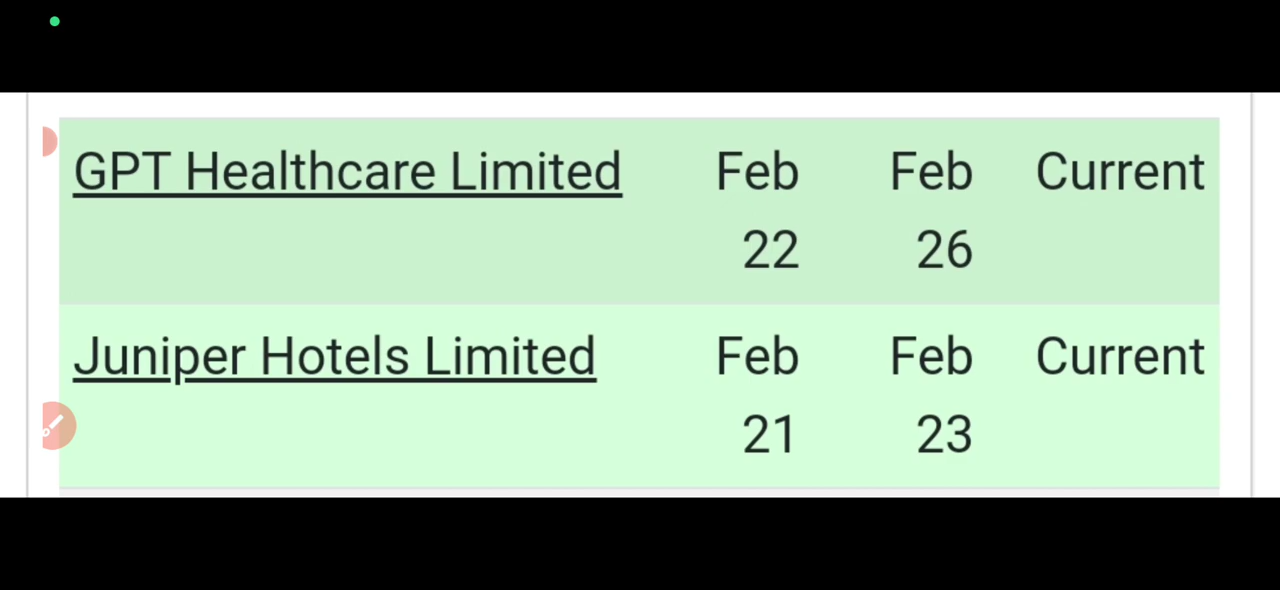 GPT Healthcare Limited Feb Feb Current
22 26
Juniper Hotels Limited Feb Feb Current
21 23